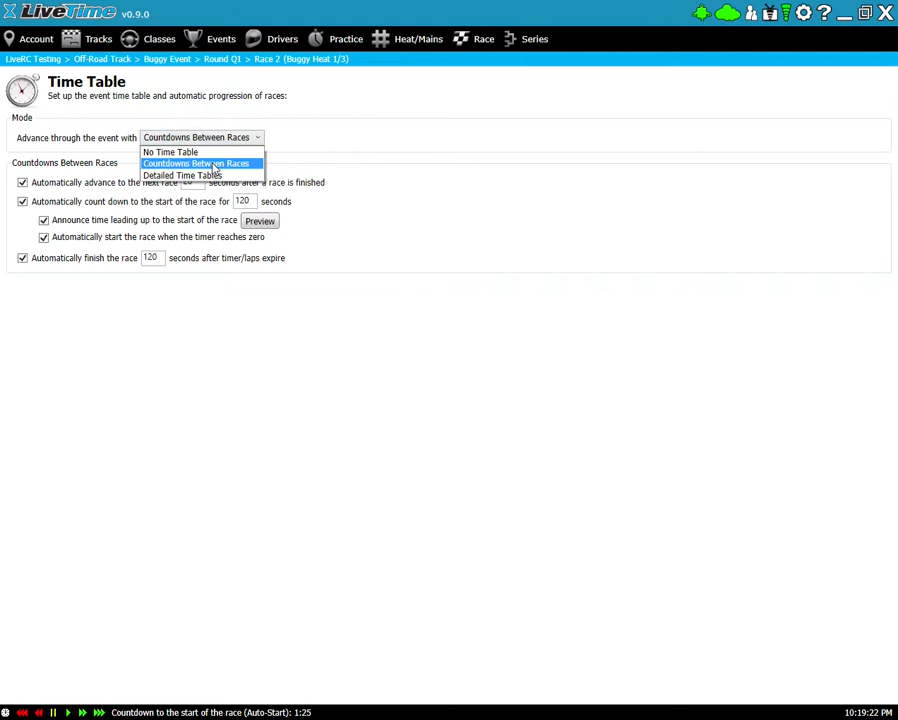 LiveTime v0.9.0
Account Tracks Classes Events Drivers Practice Heat/Mains Race Series
LiveRC Testing > Off-Road Track > Buggy Event > Round Q1 > Race 2 (Buggy Heat 1/3)
Time Table
Set up the event time table and automatic progression of races:
Mode
Advance through the event with Countdowns Between Races
No Time Table
Countdowns Between Races
Detailed Time Tables
Countdowns Between Races
Automatically advance to the next race seconds after a race is finished
Automatically count down to the start of the race for 120 seconds
Announce time leading up to the start of the race Preview
Automatically start the race when the timer reaches zero
Automatically finish the race 120 seconds after timer/laps expire
Countdown to the start of the race (Auto-Start): 1:25 10:19:22 PM